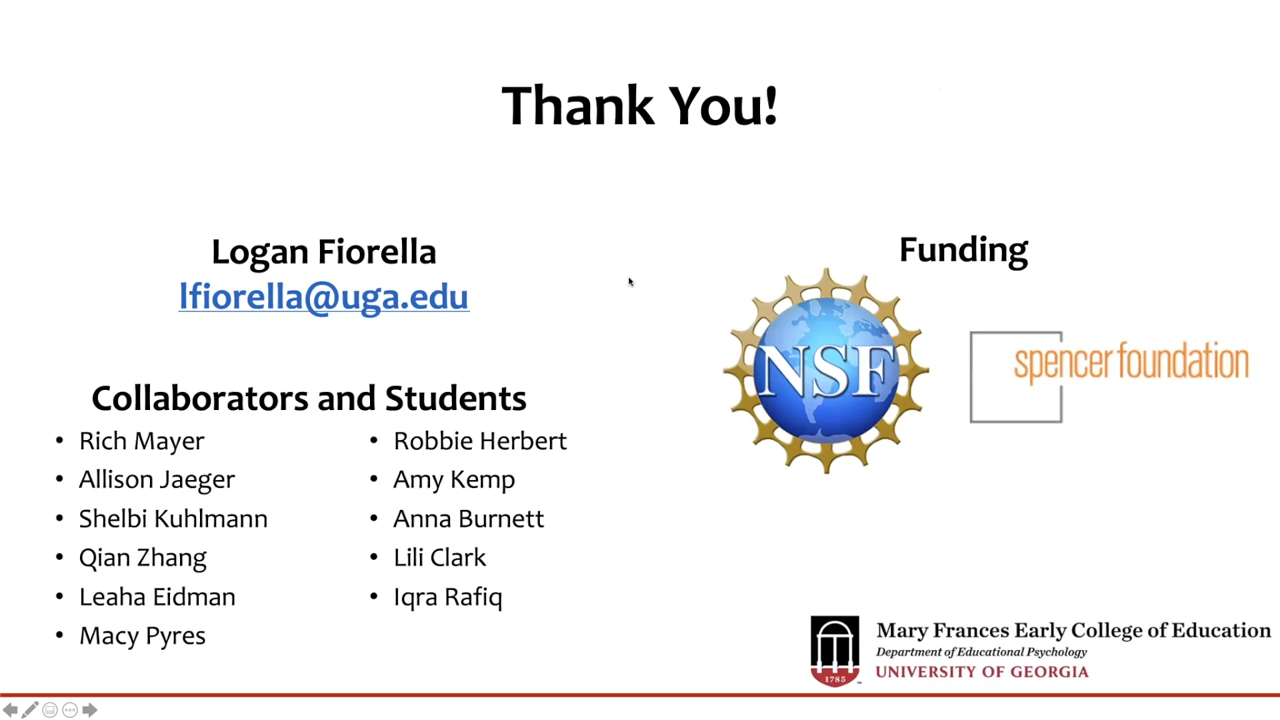 Thank You!
Logan Fiorella
lfiorella@uga.edu
Collaborators and Students
• Rich Mayer
• Allison Jaeger
• Shelbi Kuhlmann
• Qian Zhang
• Leaha Eidman
• Macy Pyres
• Robbie Herbert
• Amy Kemp
• Anna Burnett
• Lili Clark
• Iqra Rafiq
Funding
NSF
spencer foundation
1785
Mary Frances Early College of Education
Department of Educational Psychology
UNIVERSITY OF GEORGIA